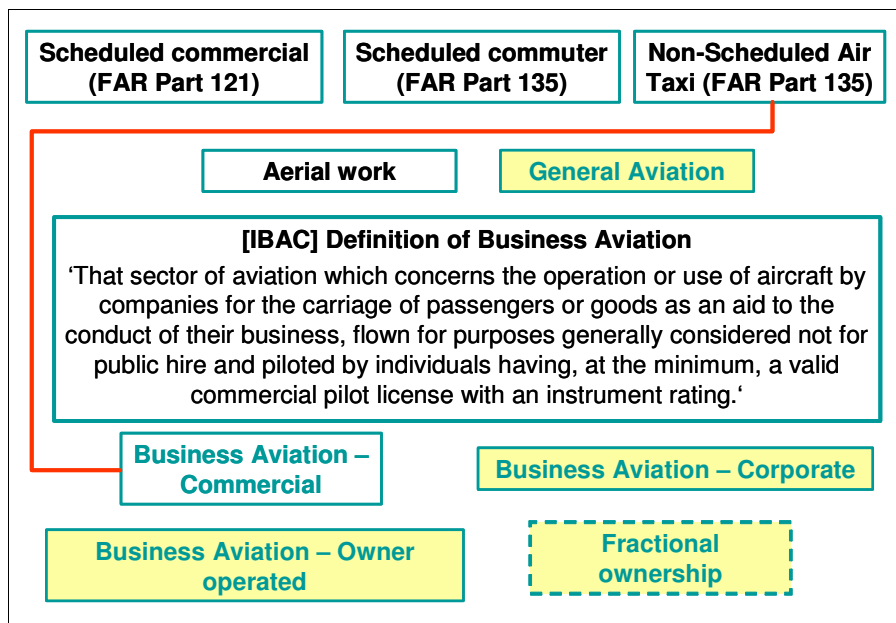 Scheduled commercial
(FAR Part 121)
Scheduled commuter
(FAR Part 135)
Non-Scheduled Air
Taxi (FAR Part 135)
Aerial work
General Aviation
[IBAC] Definition of Business Aviation
‘That sector of aviation which concerns the operation or use of aircraft by
companies for the carriage of passengers or goods as an aid to the
conduct of their business, flown for purposes generally considered not for
public hire and piloted by individuals having, at the minimum, a valid
commercial pilot license with an instrument rating.‘
Business Aviation –
Commercial
Business Aviation – Corporate
Business Aviation – Owner
operated
Fractional
ownership